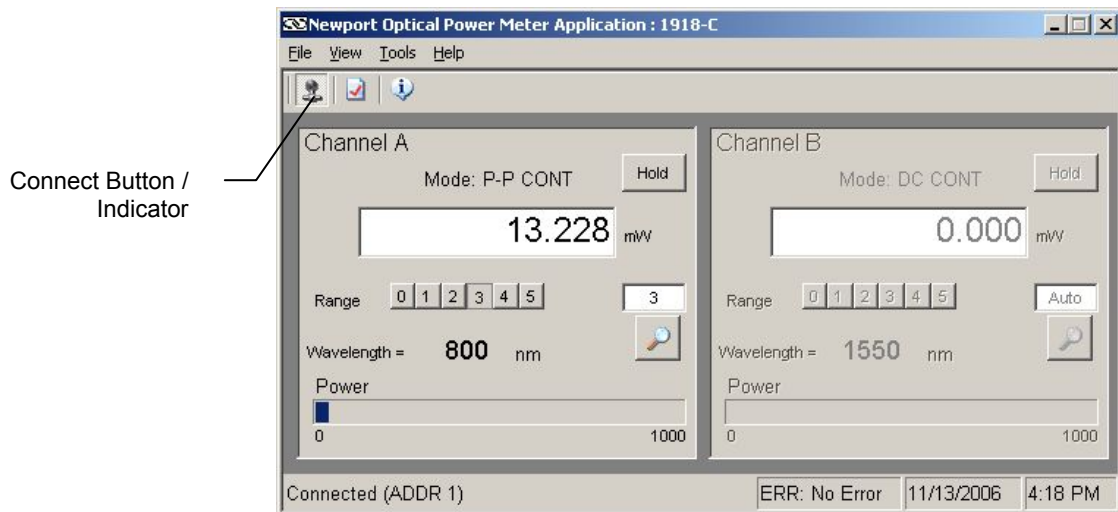 Newport Optical Power Meter Application : 1918-C
File View Tools Help
Connect Button /
Indicator
Channel A
Mode: P-P CONT
Hold
13.228 mW
Range 0 1 2 3 4 5 3
Wavelength = 800 nm
Power
0 1000
Channel B
Mode: DC CONT
Hold
0.000 mW
Range 0 1 2 3 4 5 Auto
Wavelength = 1550 nm
Power
0 1000
Connected (ADDR 1) ERR: No Error 11/13/2006 4:18 PM